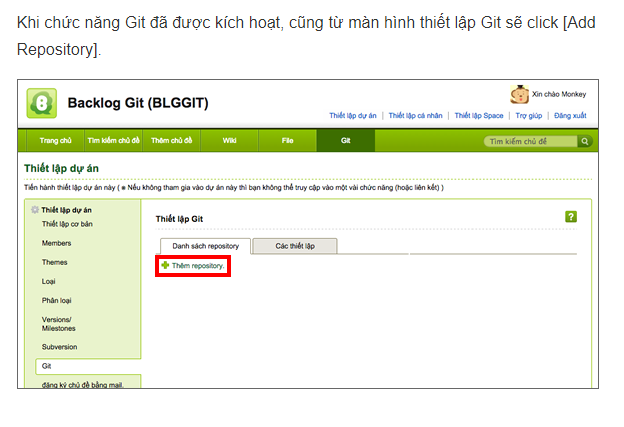 Khi chức năng Git đã được kích hoạt, cũng từ màn hình thiết lập Git sẽ click [Add
Repository].
Backlog Git (BLGGIT)
Xin chào Monkey
Thiết lập dự án | Thiết lập cá nhân | Thiết lập Space | Trợ giúp | Đăng xuất
Trang chủ Tìm kiếm chủ đề Thêm chủ đề Wiki File Git Tìm kiếm chủ đề
Thiết lập dự án
Tiến hành thiết lập dự án này ( ● Nếu không tham gia vào dự án này thì bạn không thể truy cập vào một vài chức năng (hoặc liên kết) )
Thiết lập dự án
Thiết lập cơ bản
Members
Themes
Loại
Phân loại
Versions/
Milestones
Subversion
Git
đăng ký chủ đề bằng mail.
Thiết lập Git
?
Danh sách repository Các thiết lập
Thêm repository.